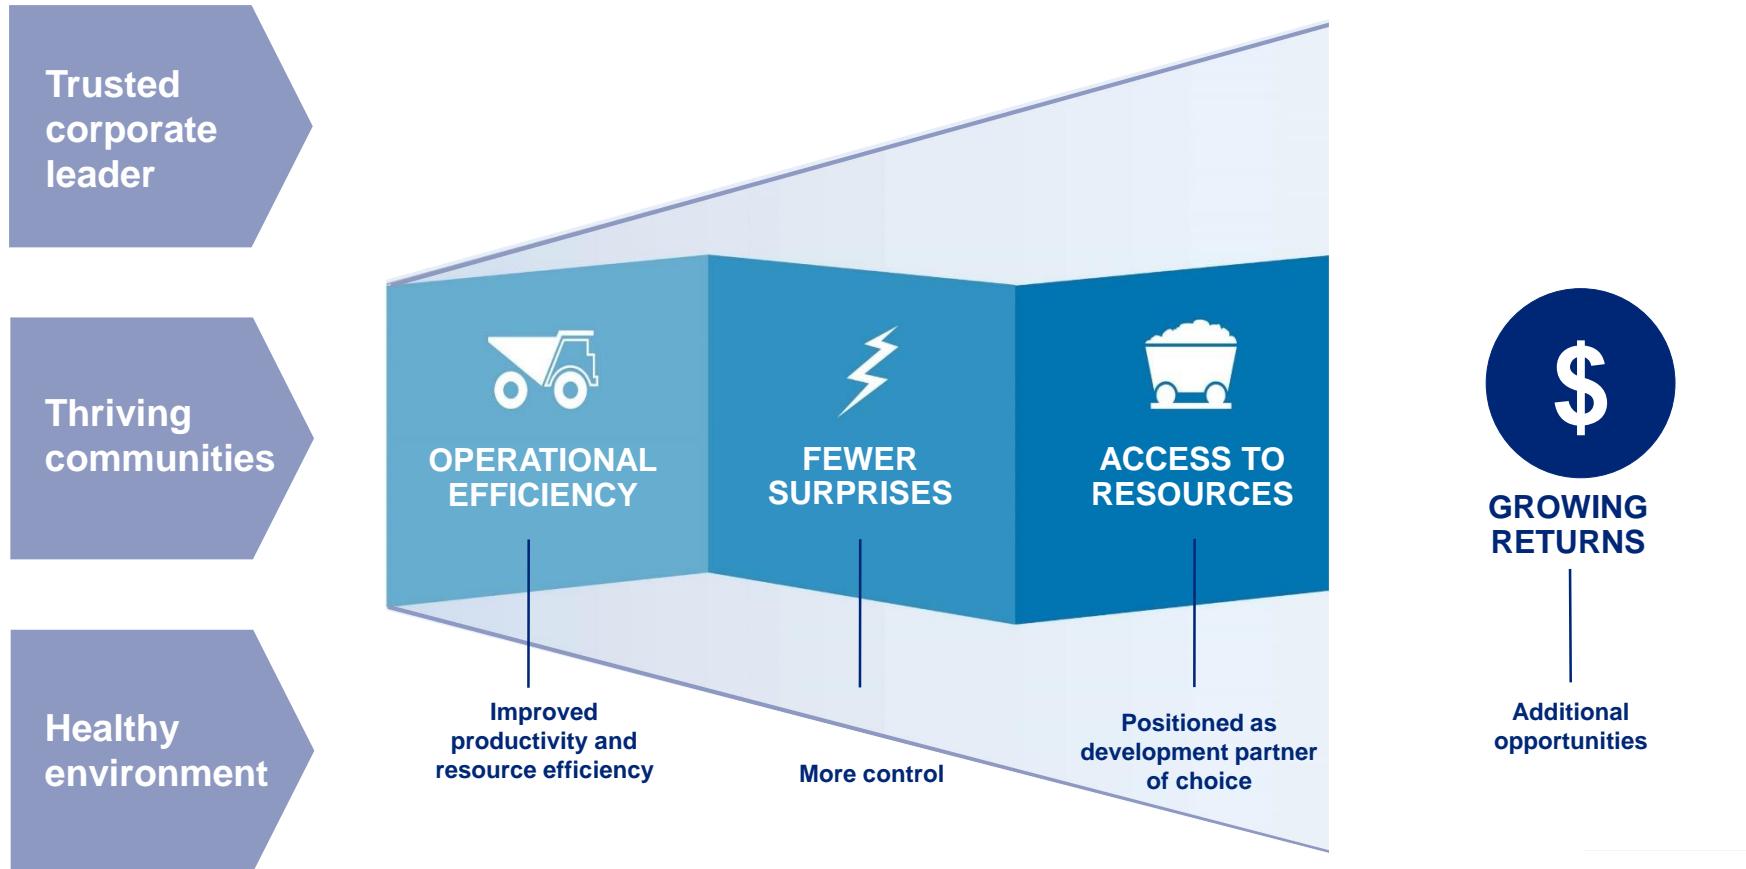 Trusted
corporate
leader
Thriving
communities
Healthy
environment
OPERATIONAL
EFFICIENCY
FEWER
SURPRISES
ACCESS TO
RESOURCES
$
GROWING
RETURNS
Improved
productivity and
resource efficiency
More control
Positioned as
development partner
of choice
Additional
opportunities